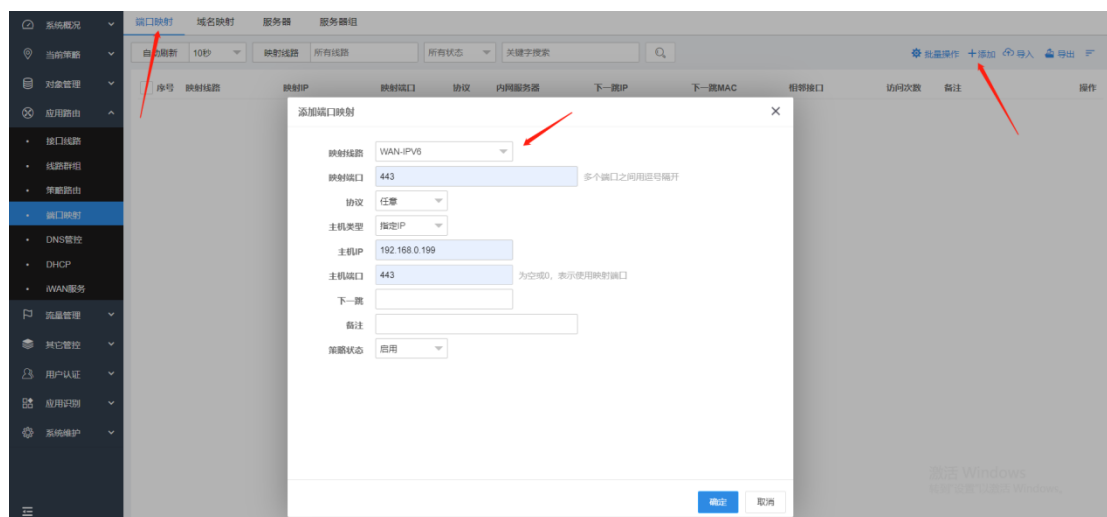 系统概况
当前策略
对象管理
应用路由
接口线路
线路群组
策略路由
端口映射
DNS管控
DHCP
iWAN服务
流量管理
其它管控
用户认证
应用识别
系统维护
端口映射 域名映射 服务器 服务器组
自动刷新 10秒 映射线路 所有线路 所有状态 关键字搜索 批量操作 +添加 导入 导出
序号 映射线路 映射IP 映射端口 协议 内网服务器 下一跳IP 下一跳MAC 相邻接口 访问次数 备注 操作
添加端口映射 ×
映射线路 WAN-IPV6
映射端口 443 多个端口之间用逗号隔开
协议 任意
主机类型 指定IP
主机IP 192.168.0.199
主机端口 443 为空或0，表示使用映射端口
下一跳
备注
策略状态 启用
确定 取消
激活 Windows